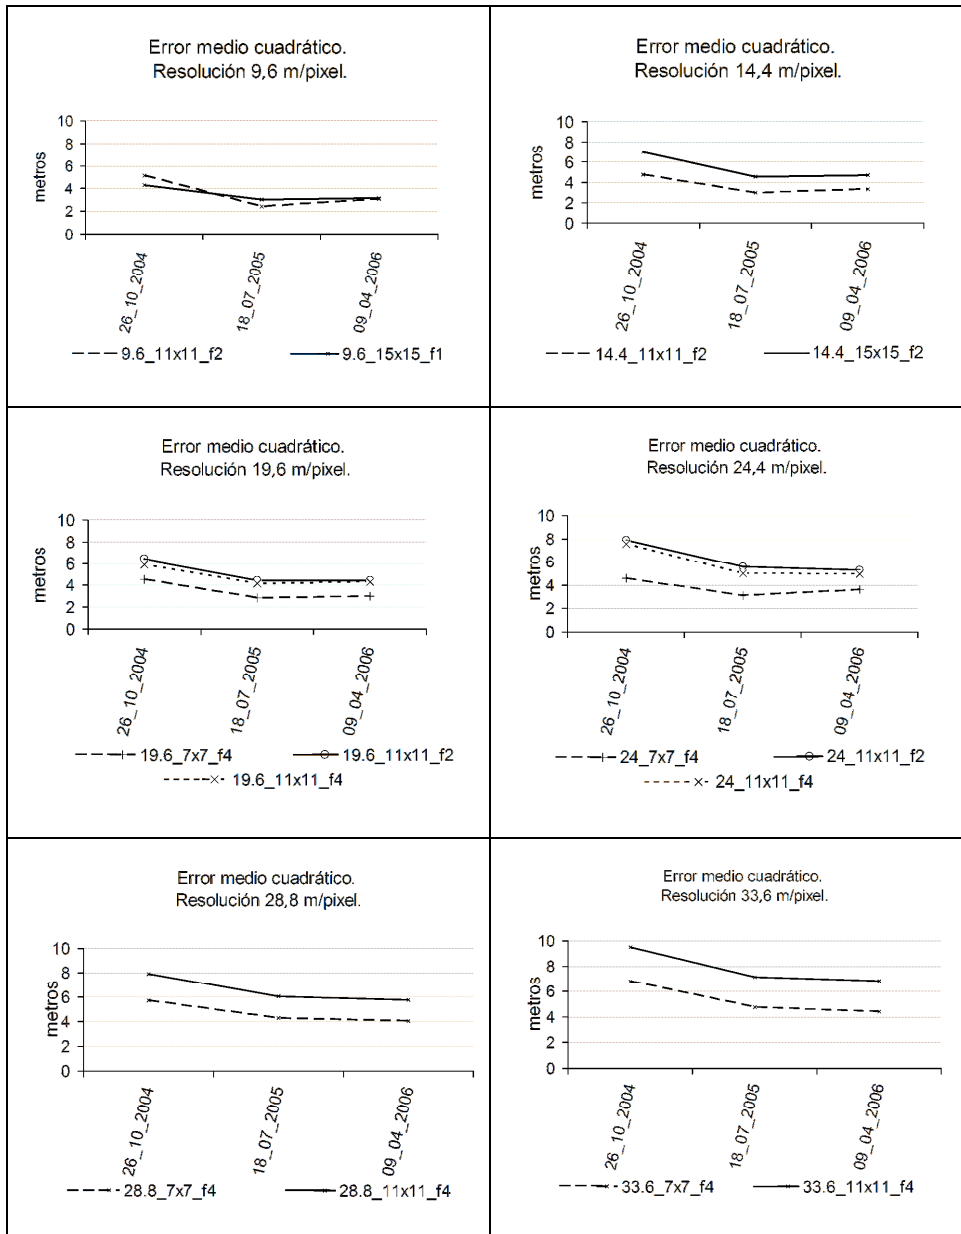 Error medio cuadrático.
Resolución 9,6 m/pixel.
metros
10
8
6
4
2
0
26_10_2004
18_07_2005
09_04_2006
9.6_11x11_f2
9.6_15x15_f1
Error medio cuadrático.
Resolución 14,4 m/pixel.
metros
10
8
6
4
2
0
26_10_2004
18_07_2005
09_04_2006
14.4_11x11_f2
14.4_15x15_f2
Error medio cuadrático.
Resolución 19,6 m/pixel.
metros
10
8
6
4
2
0
26_10_2004
18_07_2005
09_04_2006
19.6_7x7_f4
19.6_11x11_f2
19.6_11x11_f4
Error medio cuadrático.
Resolución 24,4 m/pixel.
metros
10
8
6
4
2
0
26_10_2004
18_07_2005
09_04_2006
24_7x7_f4
24_11x11_f2
24_11x11_f4
Error medio cuadrático.
Resolución 28,8 m/pixel.
metros
10
8
6
4
2
0
26_10_2004
18_07_2005
09_04_2006
28.8_7x7_f4
28.8_11x11_f4
Error medio cuadrático.
Resolución 33,6 m/pixel.
metros
10
8
6
4
2
0
26_10_2004
18_07_2005
09_04_2006
33.6_7x7_f4
33.6_11x11_f4